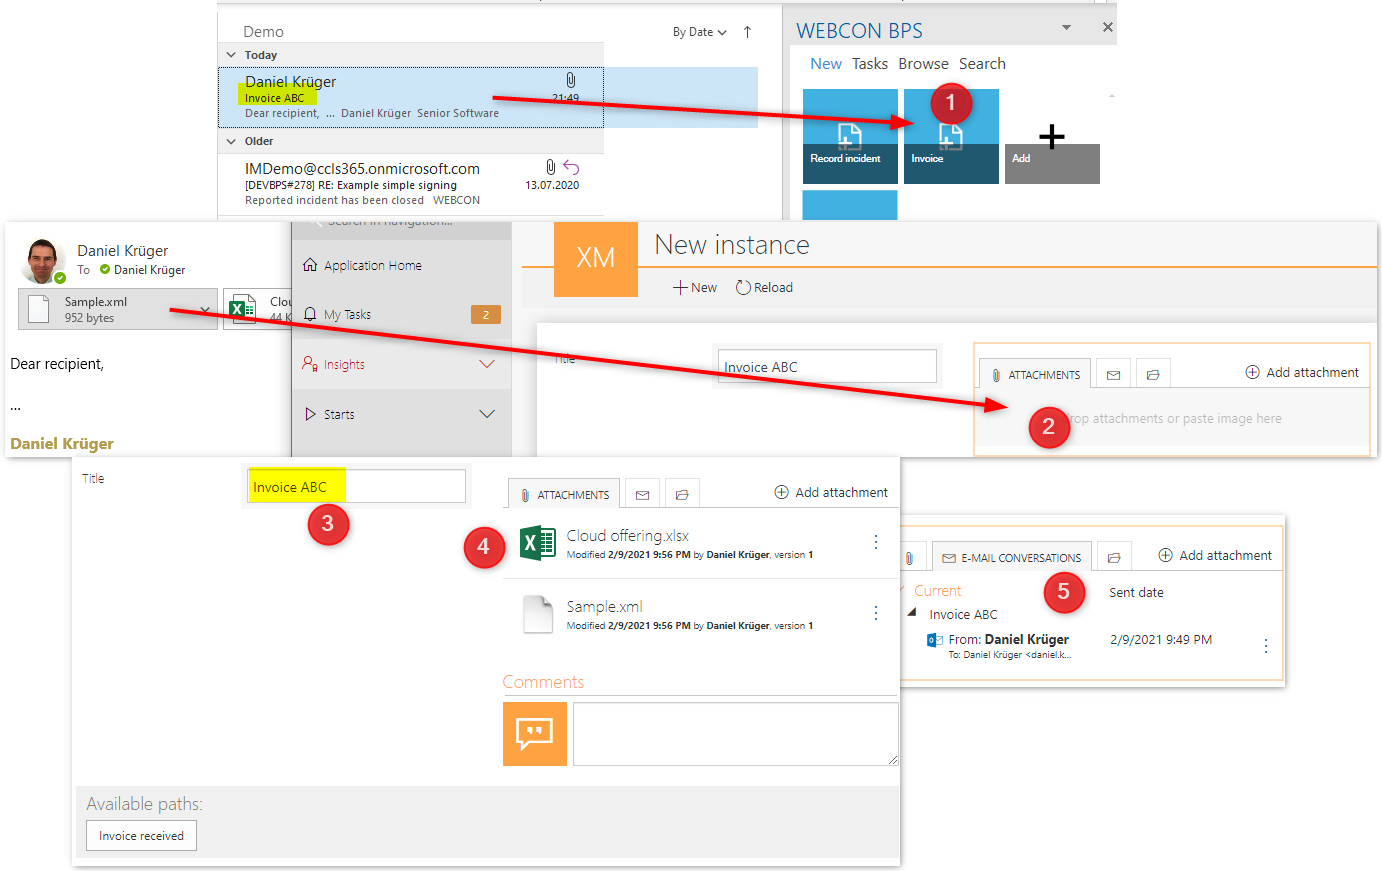 Demo
By Date
Today
Daniel Krüger
Invoice ABC
21:49
Dear recipient, ... Daniel Krüger Senior Software
Older
IMDemo@ccls365.onmicrosoft.com
[DEVBPS#278] RE: Example simple signing
13.07.2020
Reported incident has been closed WEBCON
WEBCON BPS
New Tasks Browse Search
1
Record incident
Invoice
Add
Daniel Krüger
To Daniel Krüger
Sample.xml
952 bytes
Clou
44 K
Dear recipient,
...
Daniel Krüger
Search in navigation...
Application Home
My Tasks
2
Insights
Starts
XM
New instance
New Reload
Title
Invoice ABC
ATTACHMENTS
Add attachment
2
rop attachments or paste image here
Title
Invoice ABC
3
ATTACHMENTS
Add attachment
4
Cloud offering.xlsx
Modified 2/9/2021 9:56 PM by Daniel Krüger, version 1
Sample.xml
Modified 2/9/2021 9:56 PM by Daniel Krüger, version 1
Comments
Available paths:
Invoice received
E-MAIL CONVERSATIONS
Add attachment
Current
5
Sent date
Invoice ABC
From: Daniel Krüger
2/9/2021 9:49 PM
To: Daniel Krüger <daniel.k...